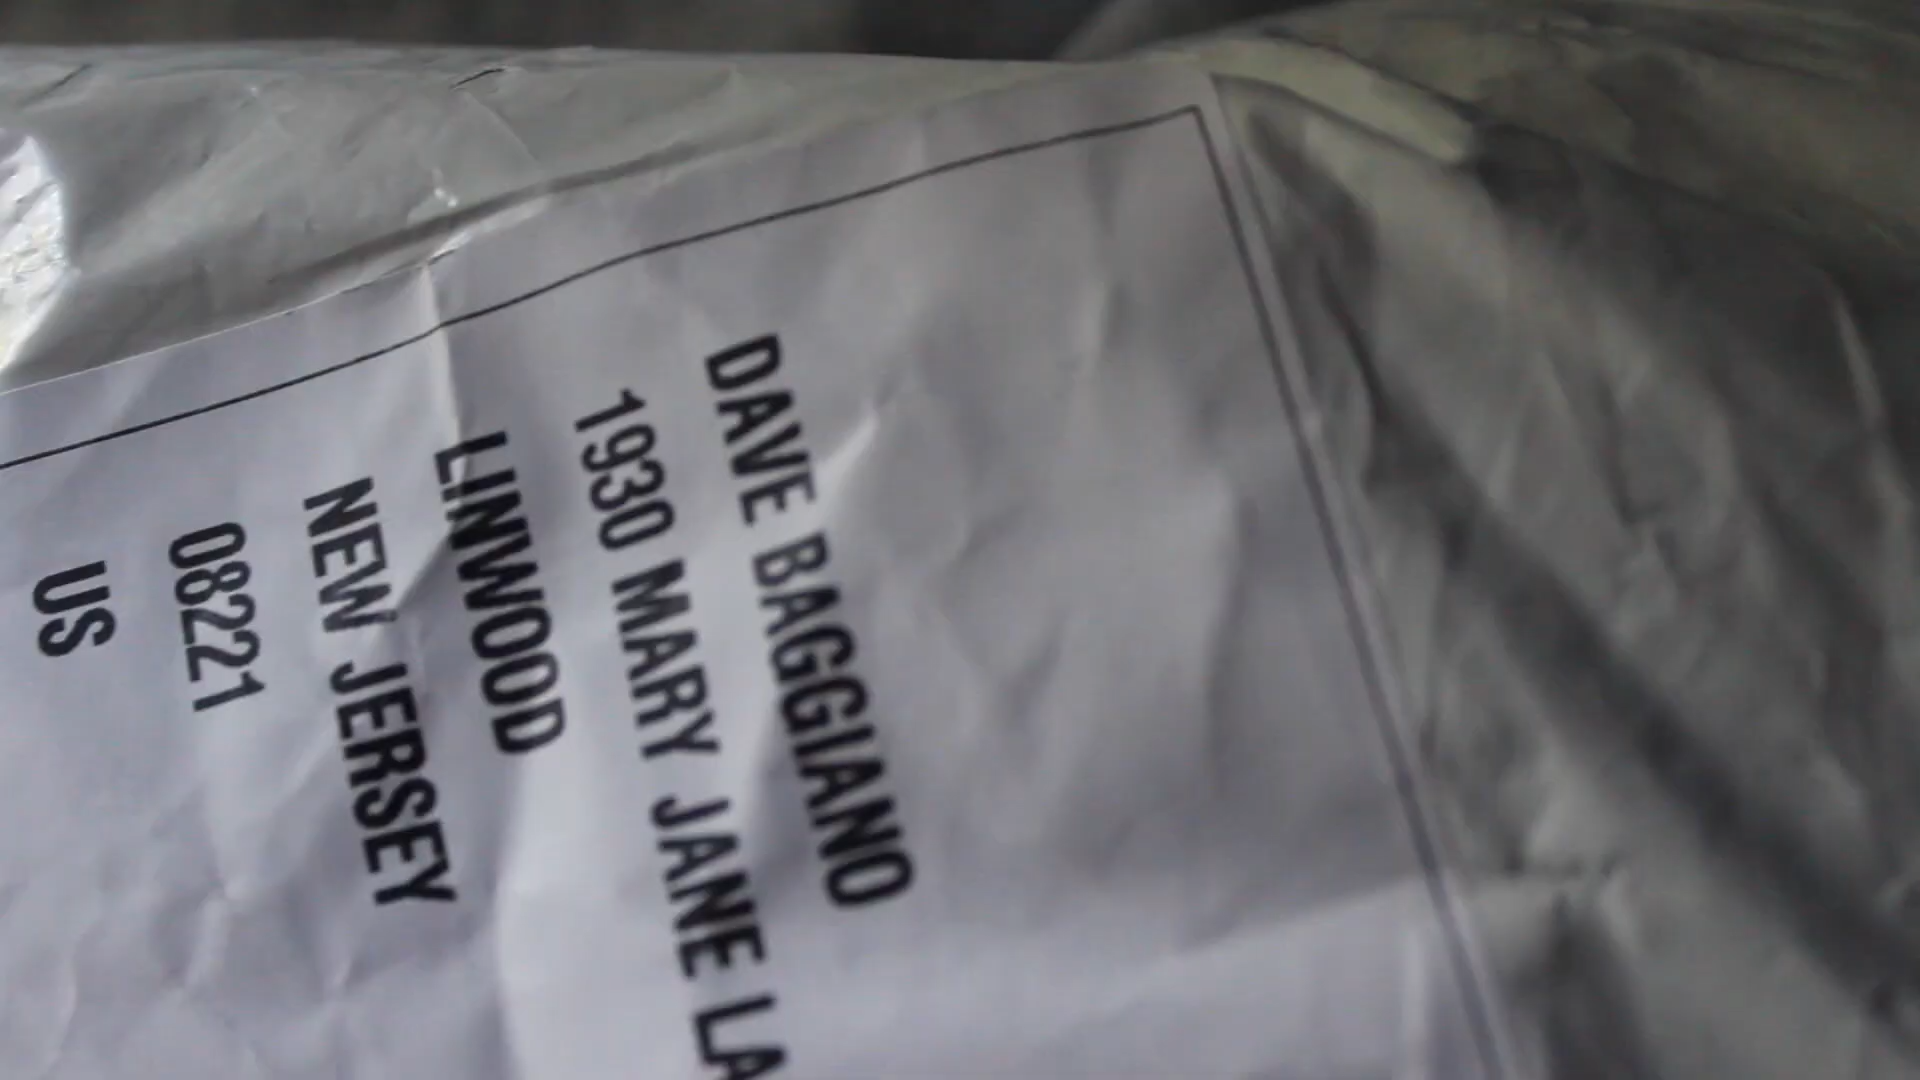 DAVE BAGGIANO
1930 MARY JANE LA
LINWOOD
NEW JERSEY
08221
US